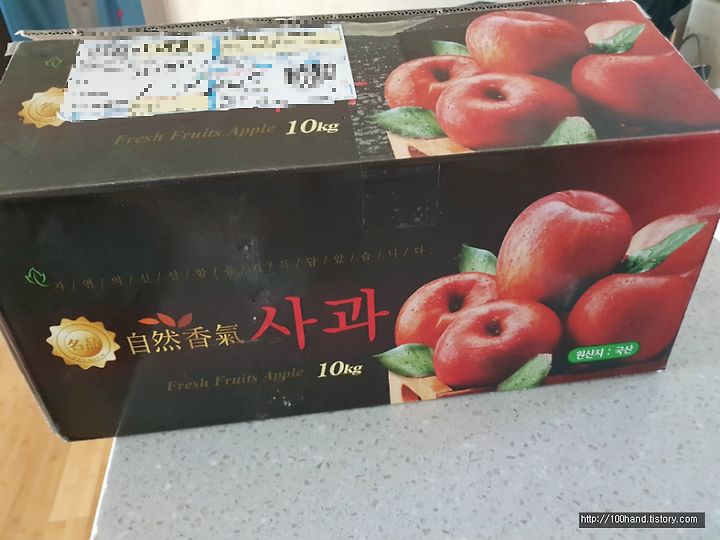 Fresh Fruits Apple 10kg
자/연/의/신/선/함/을/가/득/담/았/습/니/다.
名品
PREMIUM
自然香氣 사과
Fresh Fruits Apple 10kg
원산지 : 국산
http://100hand.tistory.com